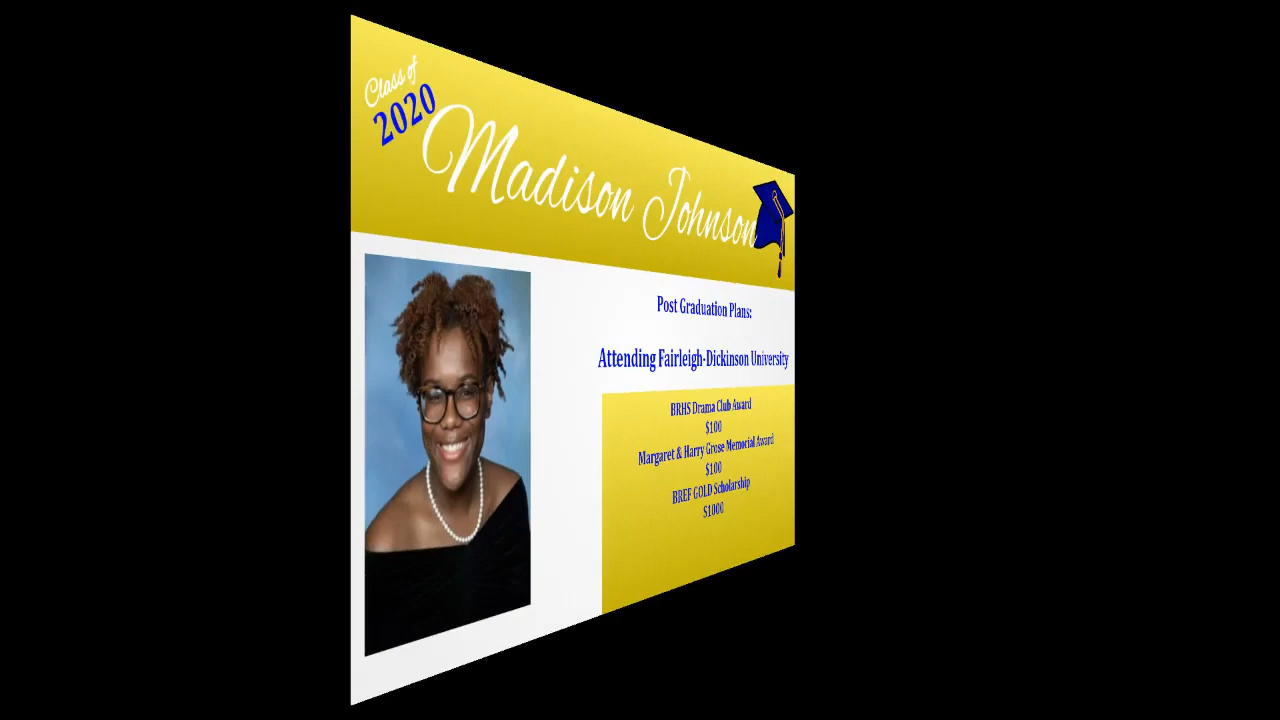 Class of
2020
Madison Johnson
Post Graduation Plans:
Attending Fairleigh-Dickinson University
BRHS Drama Club Award
$100
Margaret & Harry Grose Memorial Award
$100
BREF GOLD Scholarship
$1000